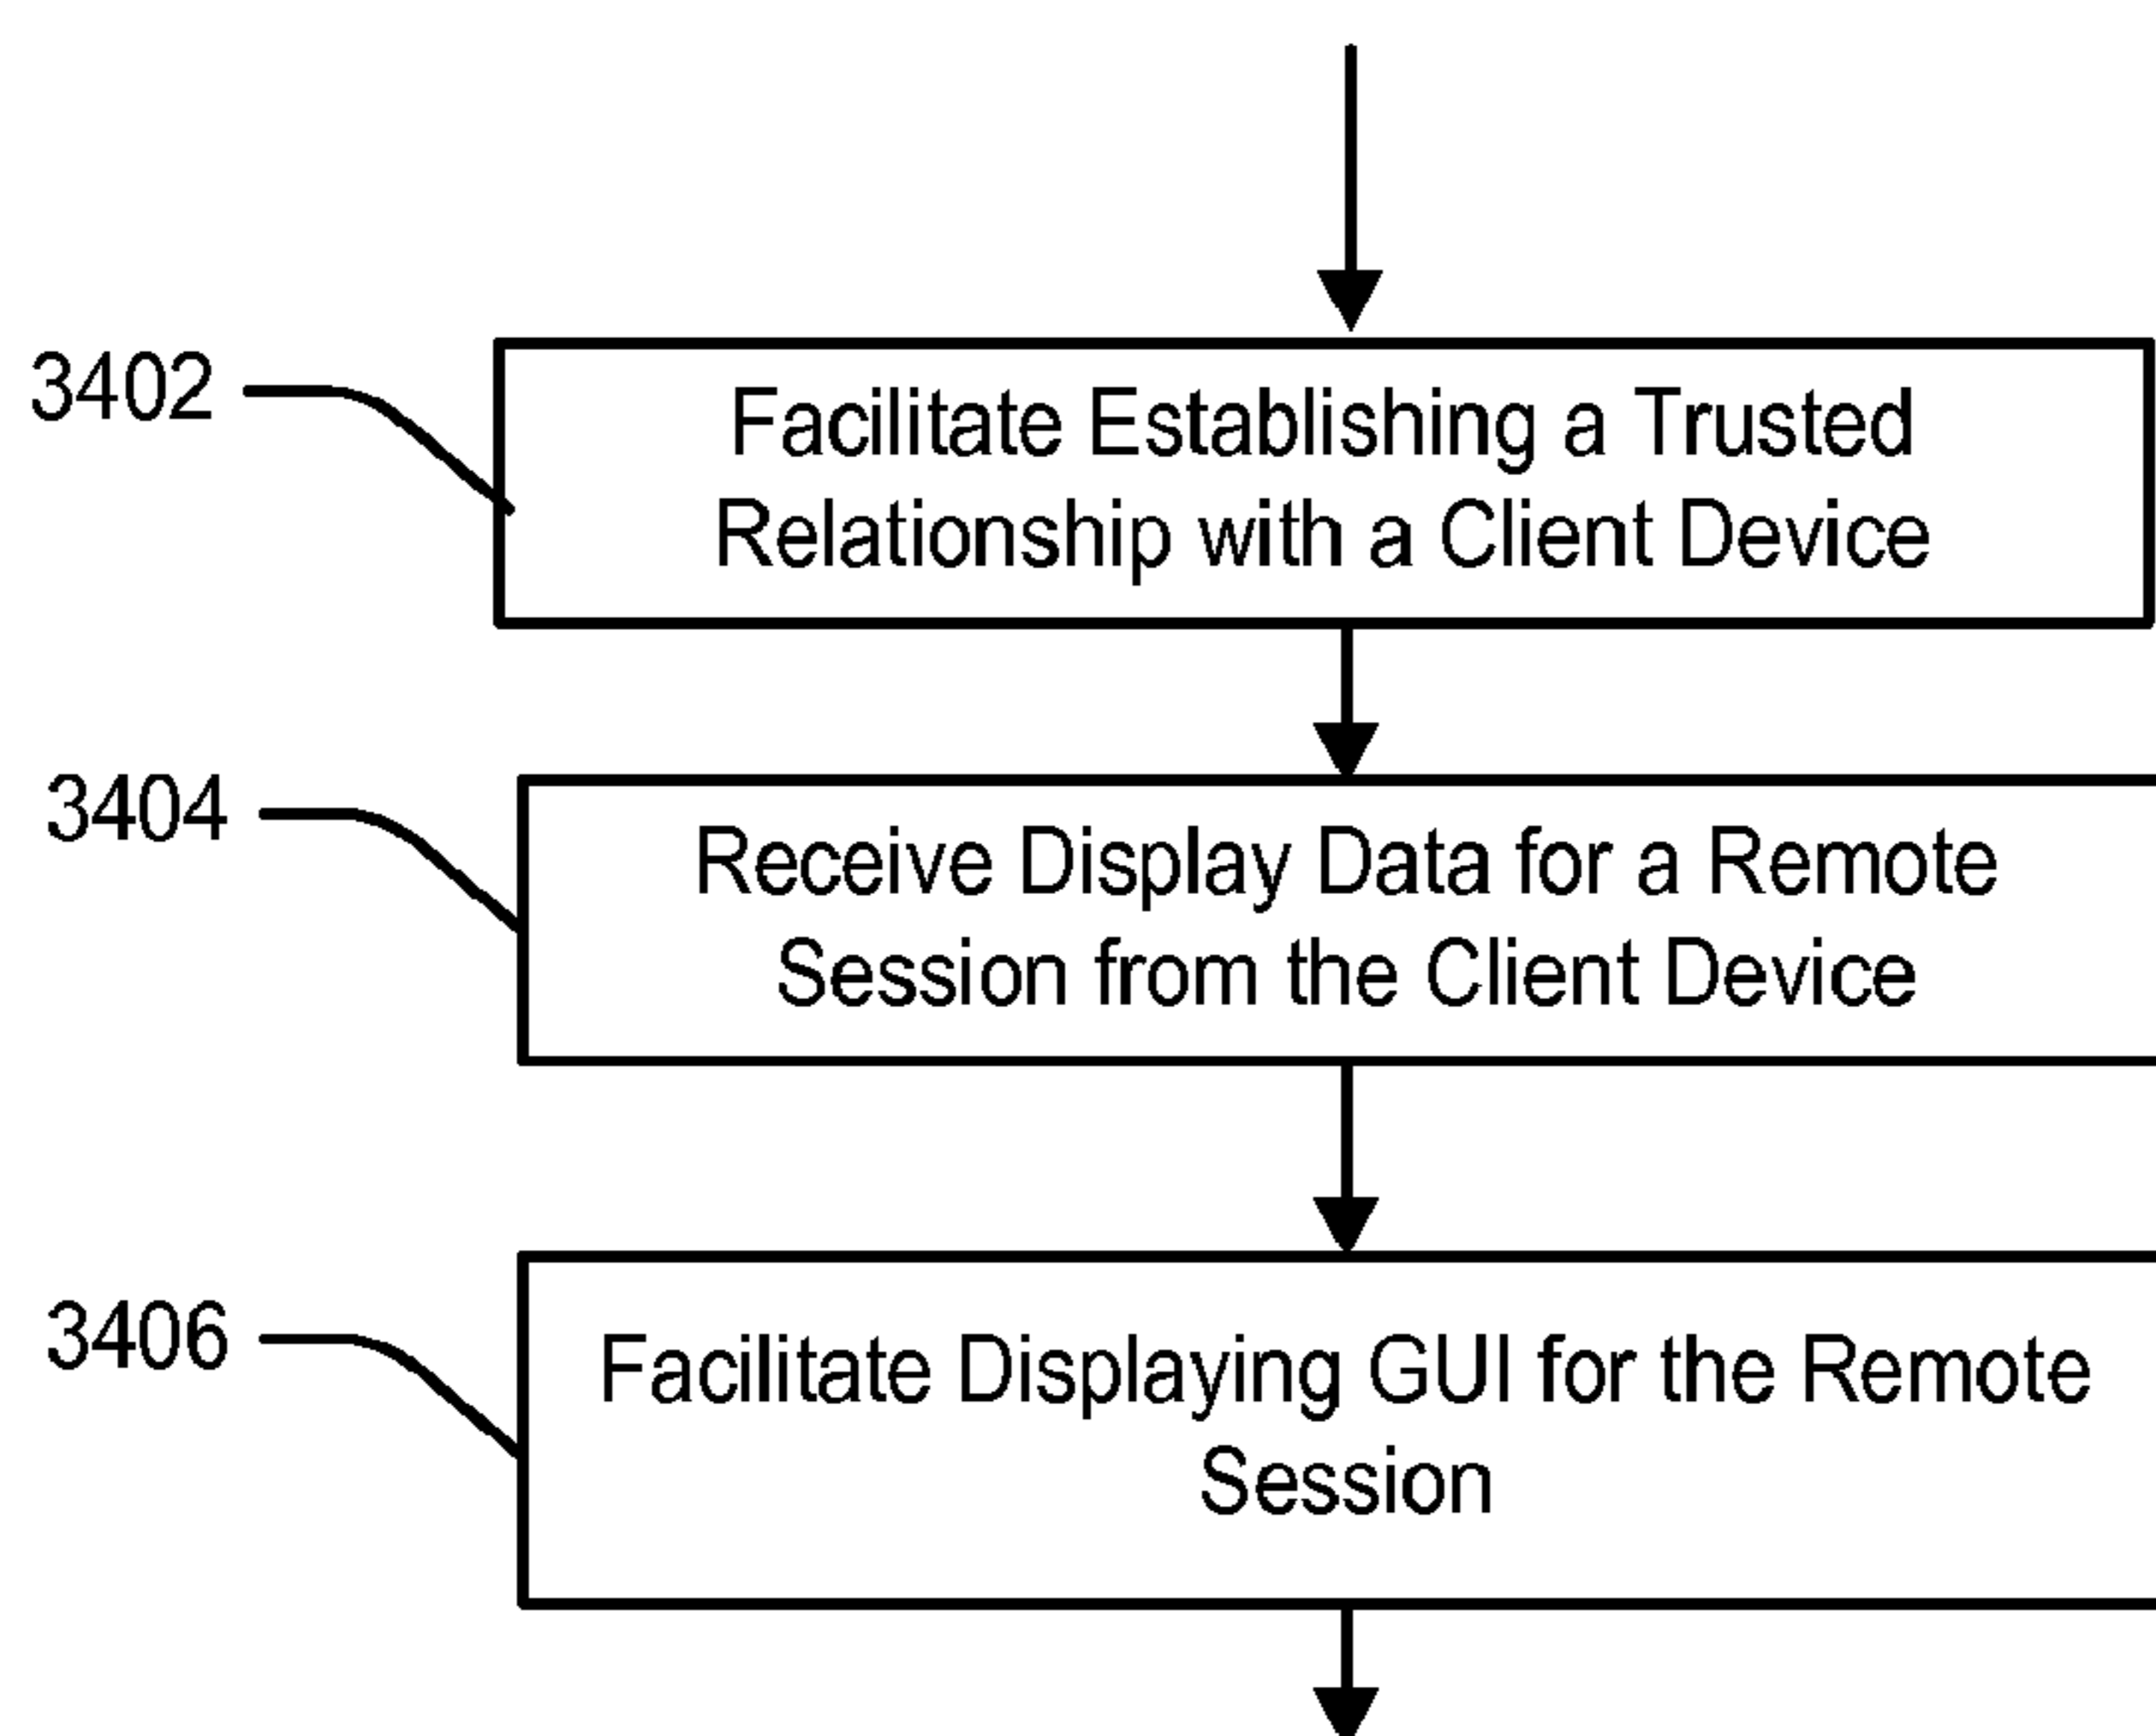 3402
Facilitate Establishing a Trusted
Relationship with a Client Device
3404
Receive Display Data for a Remote
Session from the Client Device
3406
Facilitate Displaying GUI for the Remote
Session